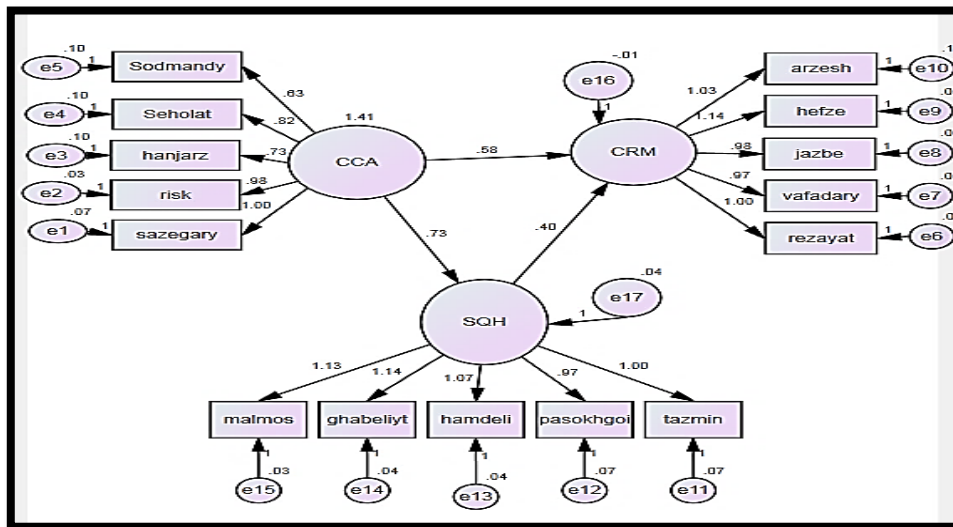 .10
e5
1
Sodmandy
.63
.10
e4
1
Seholat
.82
.10
e3
1
hanjarz
.73
.03
e2
1
risk
.98
.07
e1
1
sazegary
1.00
1.41
CCA
.58
-.01
e16
1
CRM
1.03
arzesh
1
e10
1.14
hefze
1
e9
.98
jazbe
1
e8
.97
vafadary
1
e7
1.00
rezayat
1
e6
.73
.40
SQH
.04
e17
1
1.13
1.14
1.07
.97
1.00
malmos
ghabeliyt
hamdeli
pasokhgoi
tazmin
1
1
1
1
1
.03
.04
.04
.07
.07
e15
e14
e13
e12
e11